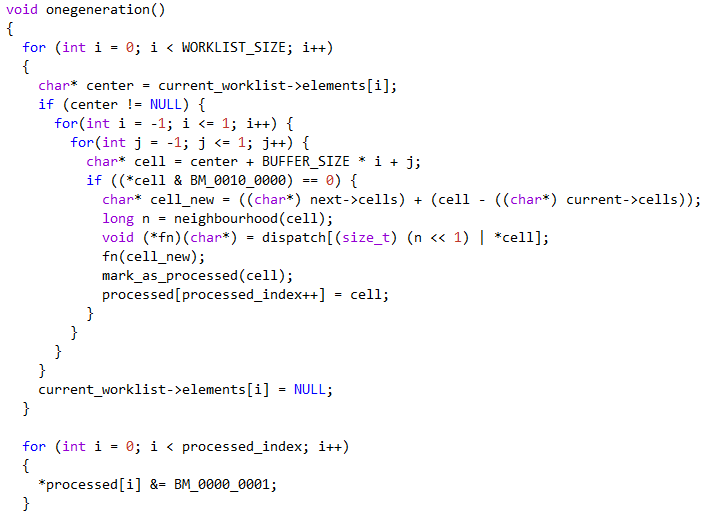 void onegeneration()
{
  for (int i = 0; i < WORKLIST_SIZE; i++)
  {
    char* center = current_worklist->elements[i];
    if (center != NULL) {
      for(int i = -1; i <= 1; i++) {
        for(int j = -1; j <= 1; j++) {
          char* cell = center + BUFFER_SIZE * i + j;
          if ((*cell & BM_0010_0000) == 0) {
            char* cell_new = ((char*) next->cells) + (cell - ((char*) current->cells));
            long n = neighbourhood(cell);
            void (*fn)(char*) = dispatch[(size_t) (n << 1) | *cell];
            fn(cell_new);
            mark_as_processed(cell);
            processed[processed_index++] = cell;
          }
        }
      }
    }
    current_worklist->elements[i] = NULL;
  }

  for (int i = 0; i < processed_index; i++)
  {
    *processed[i] &= BM_0000_0001;
  }